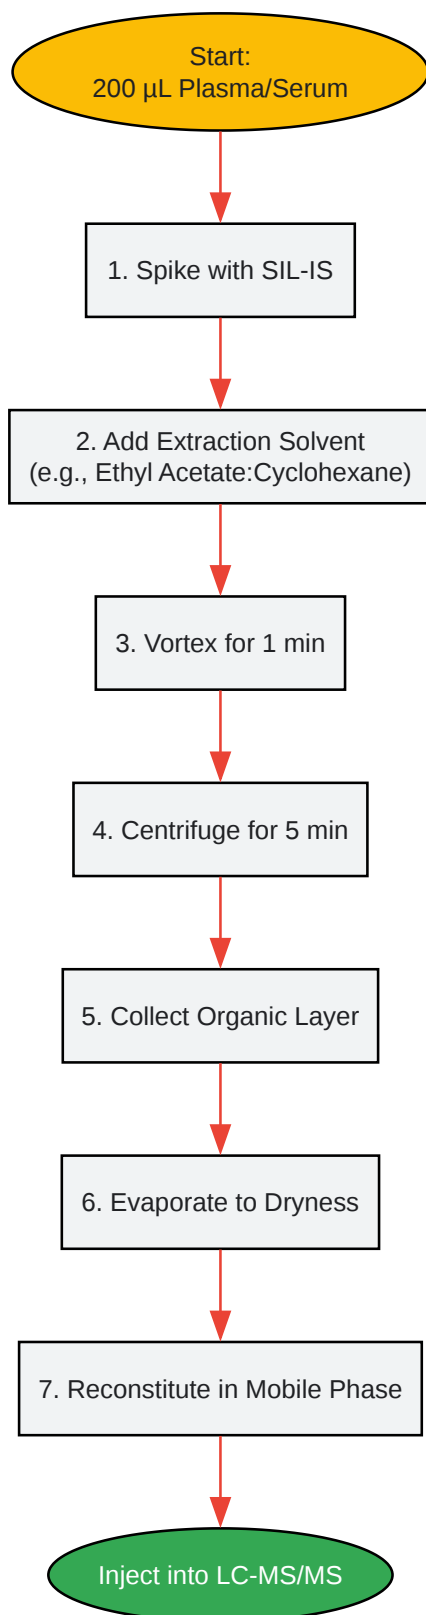 Start:
200 µL Plasma/Serum
1. Spike with SIL-IS
2. Add Extraction Solvent
(e.g., Ethyl Acetate:Cyclohexane)
3. Vortex for 1 min
4. Centrifuge for 5 min
5. Collect Organic Layer
6. Evaporate to Dryness
7. Reconstitute in Mobile Phase
Inject into LC-MS/MS